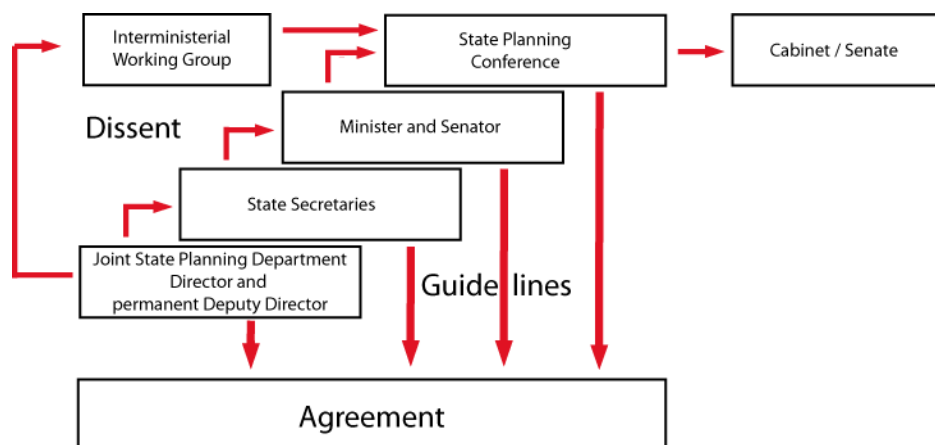 Interministerial
Working Group
State Planning
Conference
Cabinet / Senate
Dissent
Minister and Senator
State Secretaries
Joint State Planning Department
Director and
permanent Deputy Director
Guide lines
Agreement